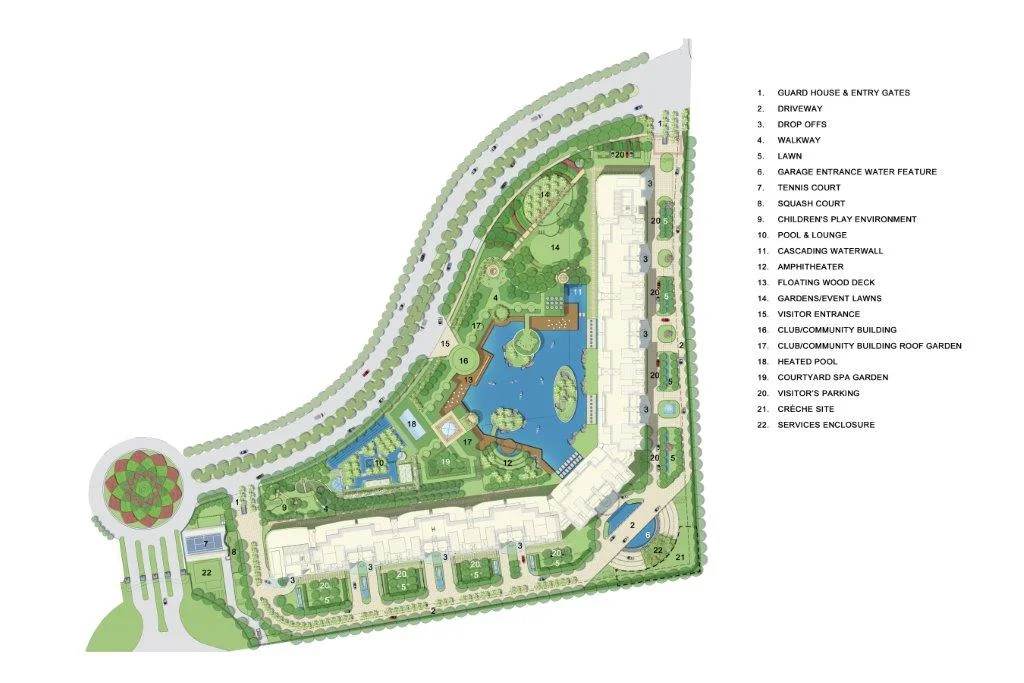 1. GUARD HOUSE & ENTRY GATES
2. DRIVEWAY
3. DROP OFFS
4. WALKWAY
5. LAWN
6. GARAGE ENTRANCE WATER FEATURE
7. TENNIS COURT
8. SQUASH COURT
9. CHILDREN'S PLAY ENVIRONMENT
10. POOL & LOUNGE
11. CASCADING WATERWALL
12. AMPHITHEATER
13. FLOATING WOOD DECK
14. GARDENS/EVENT LAWNS
15. VISITOR ENTRANCE
16. CLUB/COMMUNITY BUILDING
17. CLUB/COMMUNITY BUILDING ROOF GARDEN
18. HEATED POOL
19. COURTYARD SPA GARDEN
20. VISITOR'S PARKING
21. CRÈCHE SITE
22. SERVICES ENCLOSURE
1
20
3
14
20
5
14
3
11
20
4
5
17
3
15
2
16
20
13
5
3
18
17
20
19
12
5
10
1
9
4
2
6
7
8
22
21
3
3
3
22
20
20
20
3
5
5
5
2